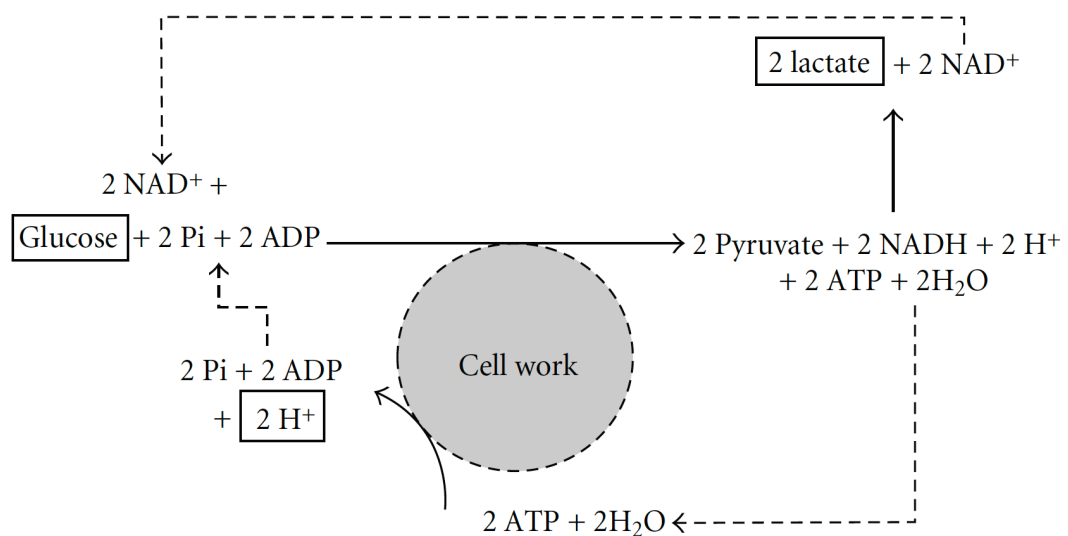 2 lactate + 2 NAD⁺
2 NAD⁺ +
Glucose + 2 Pi + 2 ADP
2 Pyruvate + 2 NADH + 2 H⁺
+ 2 ATP + 2H₂O
Cell work
2 Pi + 2 ADP
+ 2 H⁺
2 ATP + 2H₂O